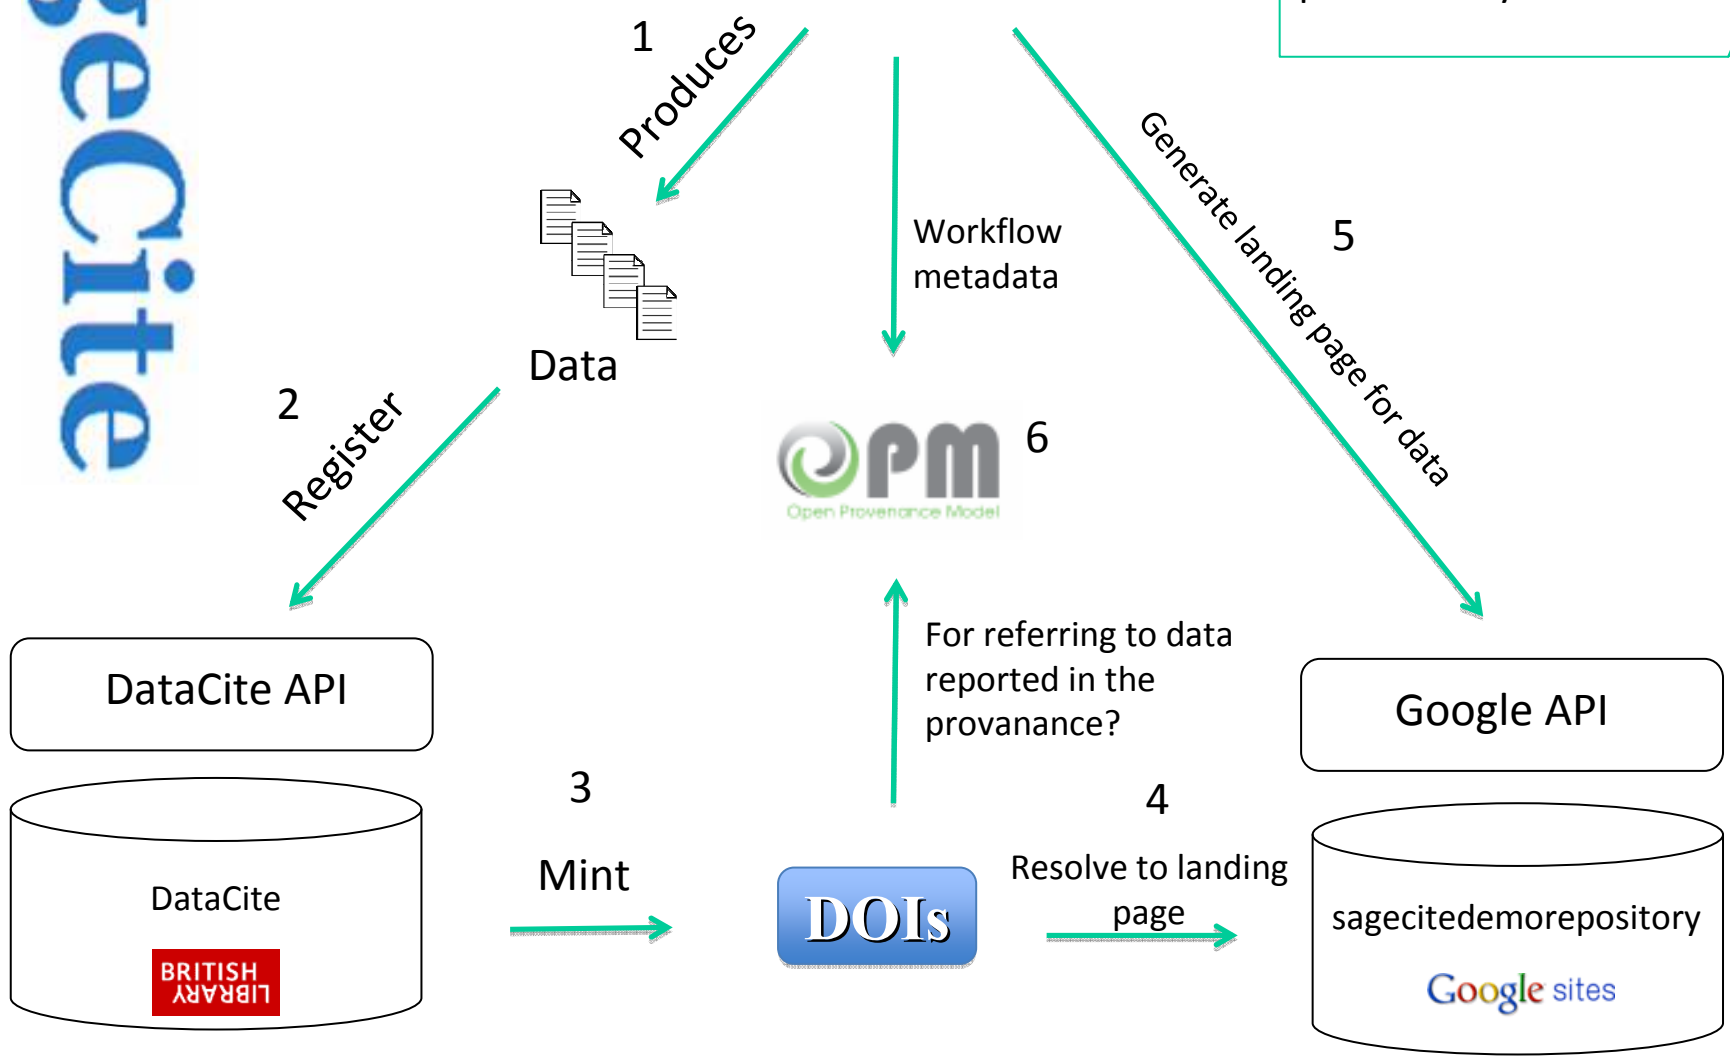 geCite
1
Produces
Workflow
metadata
Generate landing page for data
5
Data
2
Register
OPM
Open Provenance Model
6
For referring to data
reported in the
provanance?
DataCite API
Google API
3
Mint
4
Resolve to landing
page
DOIs
DataCite
BRITISH
LIBRARY
sagecitedemorepository
Google sites